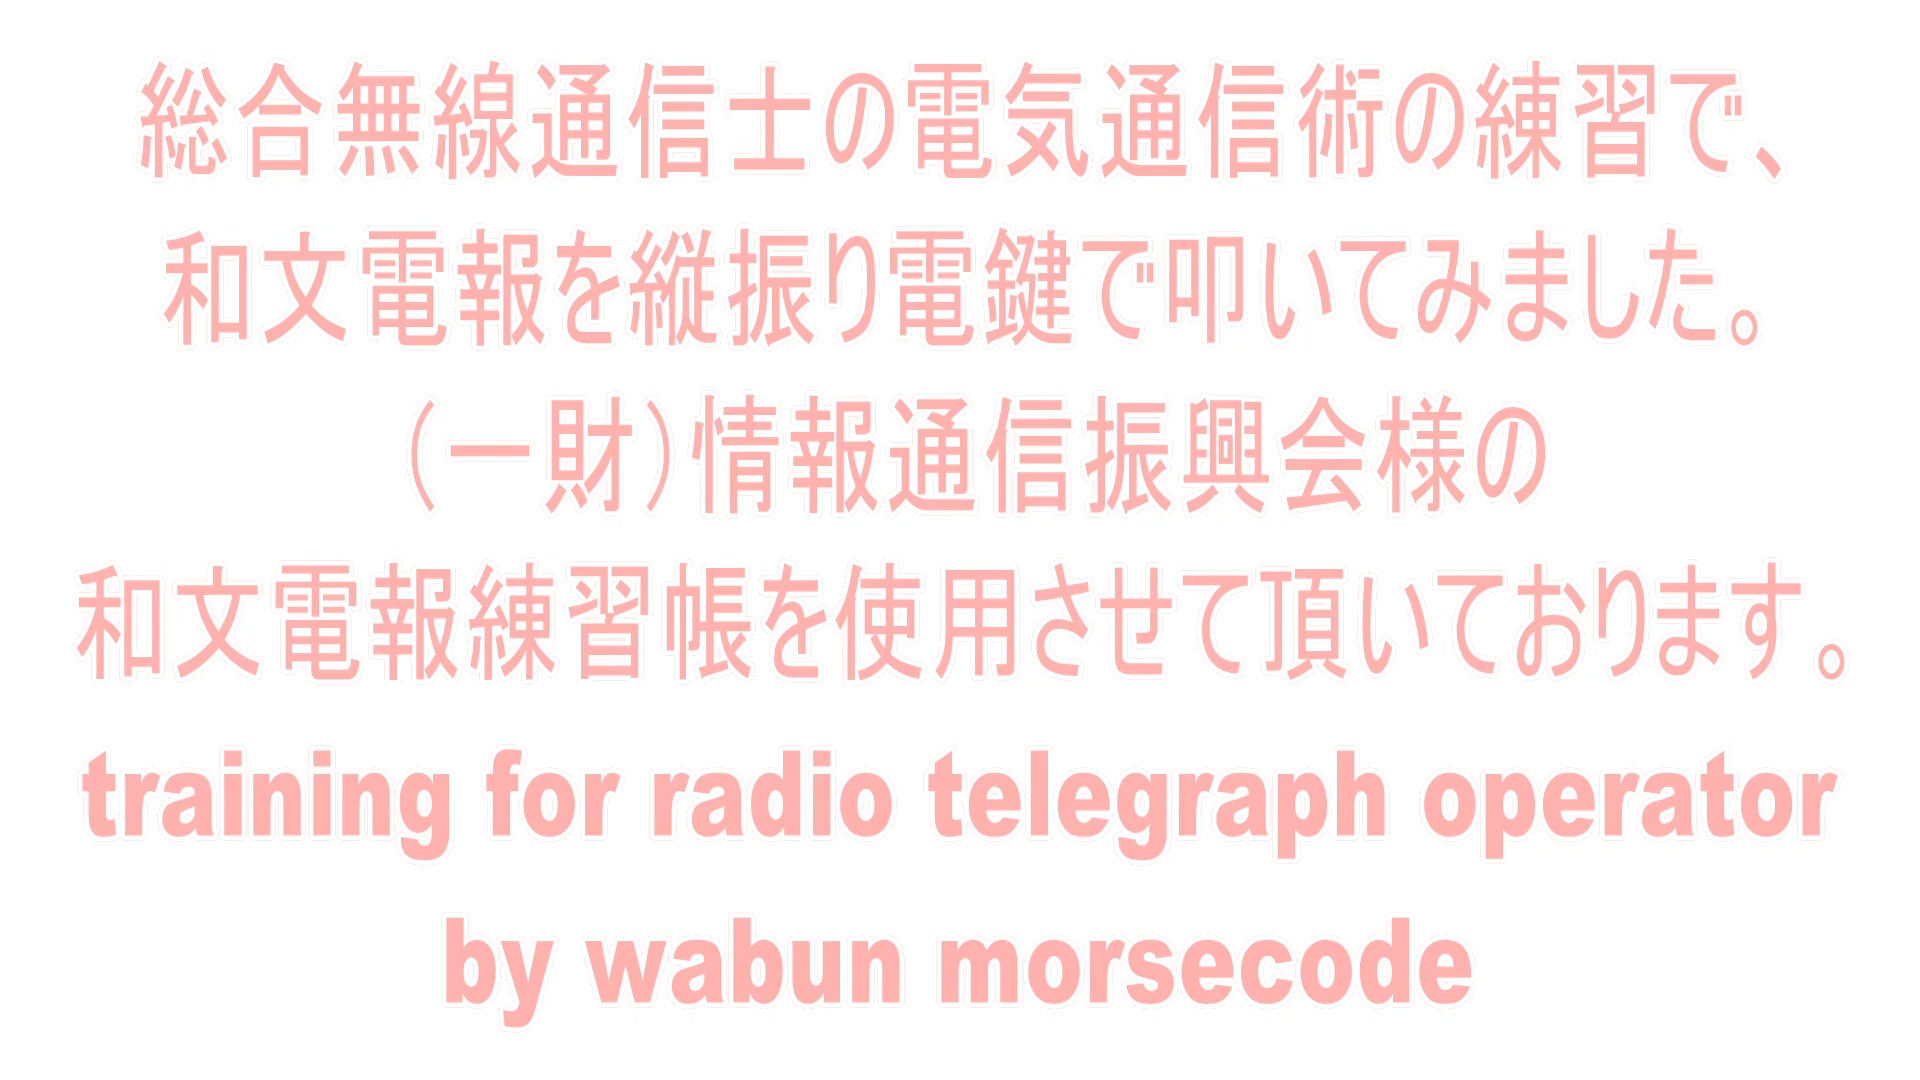 総合無線通信士の電気通信術の練習で、
和文電報を縦振り電鍵で叩いてみました。
（一財）情報通信振興会様の
和文電報練習帳を使用させて頂いております。
training for radio telegraph operator
by wabun morsecode